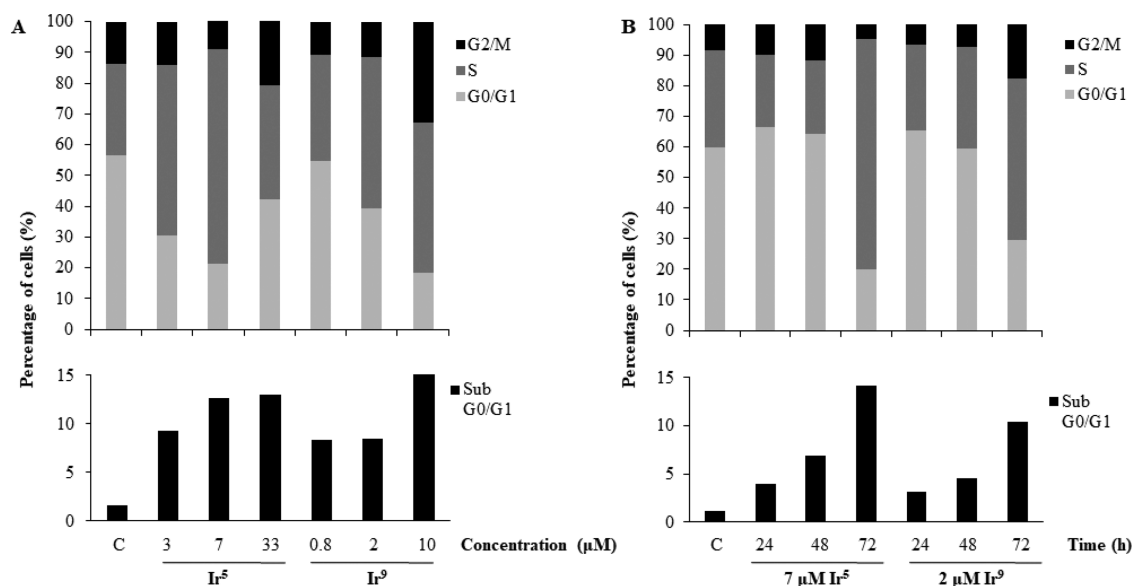 A
Percentage of cells (%)
100
90
80
70
60
50
40
30
20
10
0
G2/M
S
G0/G1
15
10
5
0
Sub
G0/G1
C 3 7 33 0.8 2 10 Concentration (µM)
Ir⁵ Ir⁹
B
Percentage of cells (%)
100
90
80
70
60
50
40
30
20
10
0
G2/M
S
G0/G1
15
10
5
0
Sub
G0/G1
C 24 48 72 24 48 72 Time (h)
7 µM Ir⁵ 2 µM Ir⁹